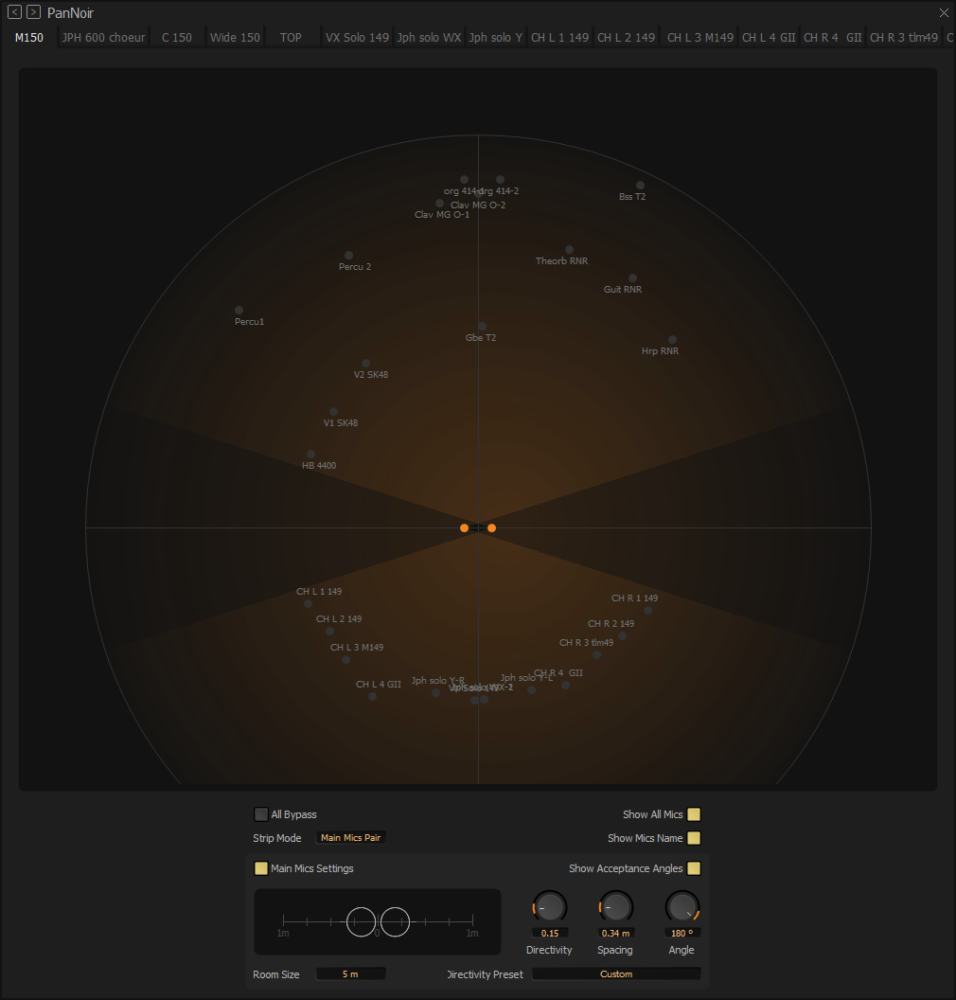 < > PanNoir
M150 JPH 600 choeur C 150 Wide 150 TOP VX Solo 149 Jph solo WX Jph solo Y CH L 1 149 CH L 2 149 CH L 3 M149 CH L 4 GII CH R 4 GII CH R 3 tlm49 C
org 414-1 org 414-2
Bss T2
Clav MG O-2
Clav MG O-1
Theorb RNR
Percu 2
Guit RNR
Percu1
Gbe T2
Hrp RNR
V2 SK48
V1 SK48
HB 4400
CH L 1 149
CH R 1 149
CH L 2 149
CH R 2 149
CH R 3 tlm49
CH L 3 M149
CH R 4 GII
Jph solo Y-R
Jph solo Y-L
CH L 4 GII
All Bypass
Show All Mics
Strip Mode Main Mics Pair
Show Mics Name
Main Mics Settings
Show Acceptance Angles
1m 0 1m
0.15 0.34 m 180 º
Directivity Spacing Angle
Room Size 5 m
Directivity Preset Custom